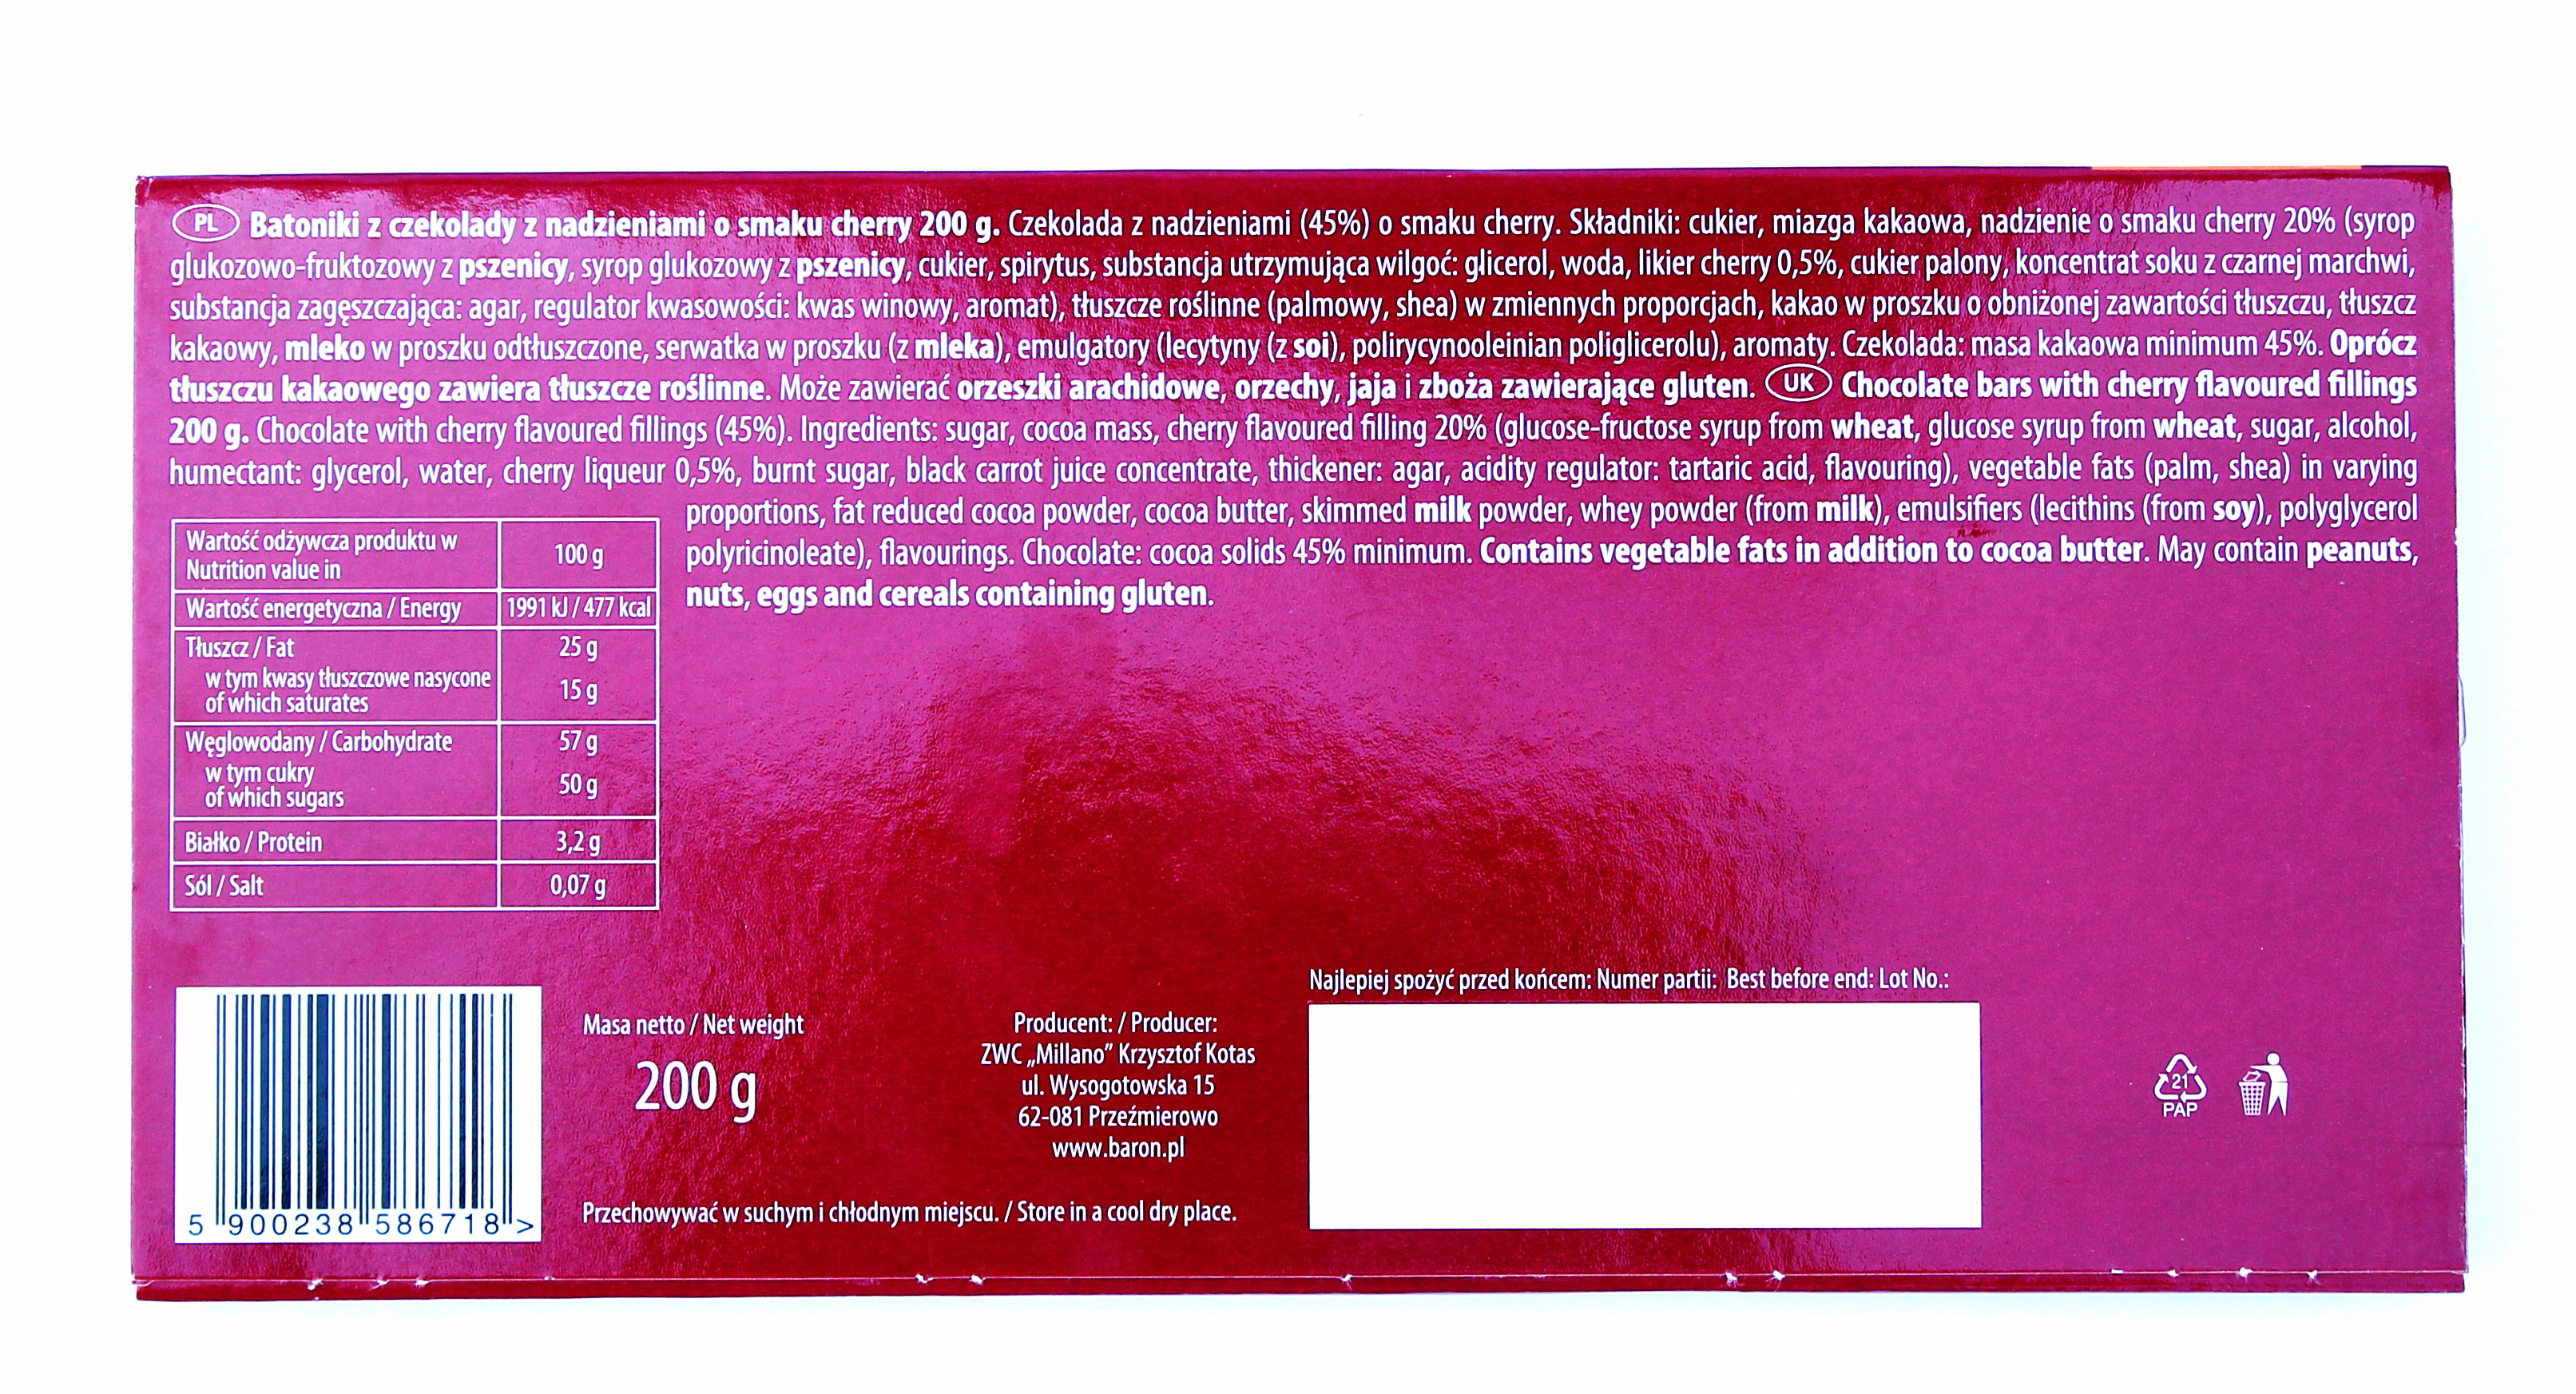 PL Batoniki z czekolady z nadzieniami o smaku cherry 200 g. Czekolada z nadzieniami (45%) o smaku cherry. Składniki: cukier, miazga kakaowa, nadzienie o smaku cherry 20% (syrop
glukozowo-fruktozowy z pszenicy, syrop glukozowy z pszenicy, cukier, spirytus, substancja utrzymująca wilgoć: glicerol, woda, likier cherry 0,5%, cukier palony, koncentrat soku z czarnej marchwi,
substancja zagęszczająca: agar, regulator kwasowości: kwas winowy, aromat), tłuszcze roślinne (palmowy, shea) w zmiennych proporcjach, kakao w proszku o obniżonej zawartości tłuszczu, tłuszcz
kakaowy, mleko w proszku odtłuszczone, serwatka w proszku (z mleka), emulgatory (lecytyny (z soi), polirycynooleinian poliglicerolu), aromaty. Czekolada: masa kakaowa minimum 45%. Oprócz
tłuszczu kakaowego zawiera tłuszcze roślinne. Może zawierać orzeszki arachidowe, orzechy, jaja i zboża zawierające gluten. UK Chocolate bars with cherry flavoured fillings
200 g. Chocolate with cherry flavoured fillings (45%). Ingredients: sugar, cocoa mass, cherry flavoured filling 20% (glucose-fructose syrup from wheat, glucose syrup from wheat, sugar, alcohol,
humectant: glycerol, water, cherry liqueur 0,5%, burnt sugar, black carrot juice concentrate, thickener: agar, acidity regulator: tartaric acid, flavouring), vegetable fats (palm, shea) in varying
proportions, fat reduced cocoa powder, cocoa butter, skimmed milk powder, whey powder (from milk), emulsifiers (lecithins (from soy), polyglycerol
polyricinoleate), flavourings. Chocolate: cocoa solids 45% minimum. Contains vegetable fats in addition to cocoa butter. May contain peanuts,
nuts, eggs and cereals containing gluten.
Wartość odżywcza produktu w
Nutrition value in
100 g
Wartość energetyczna / Energy 1991 kJ / 477 kcal
Tłuszcz / Fat 25 g
w tym kwasy tłuszczowe nasycone
of which saturates
15 g
Węglowodany / Carbohydrate 57 g
w tym cukry
of which sugars
50 g
Białko / Protein 3,2 g
Sól / Salt 0,07 g
5 900238 586718 >
Masa netto / Net weight
200 g
Producent: / Producer:
ZWC „Millano” Krzysztof Kotas
ul. Wysogotowska 15
62-081 Przeźmierowo
www.baron.pl
Przechowywać w suchym i chłodnym miejscu. / Store in a cool dry place.
Najlepiej spożyć przed końcem: Numer partii: Best before end: Lot No.:
21
PAP